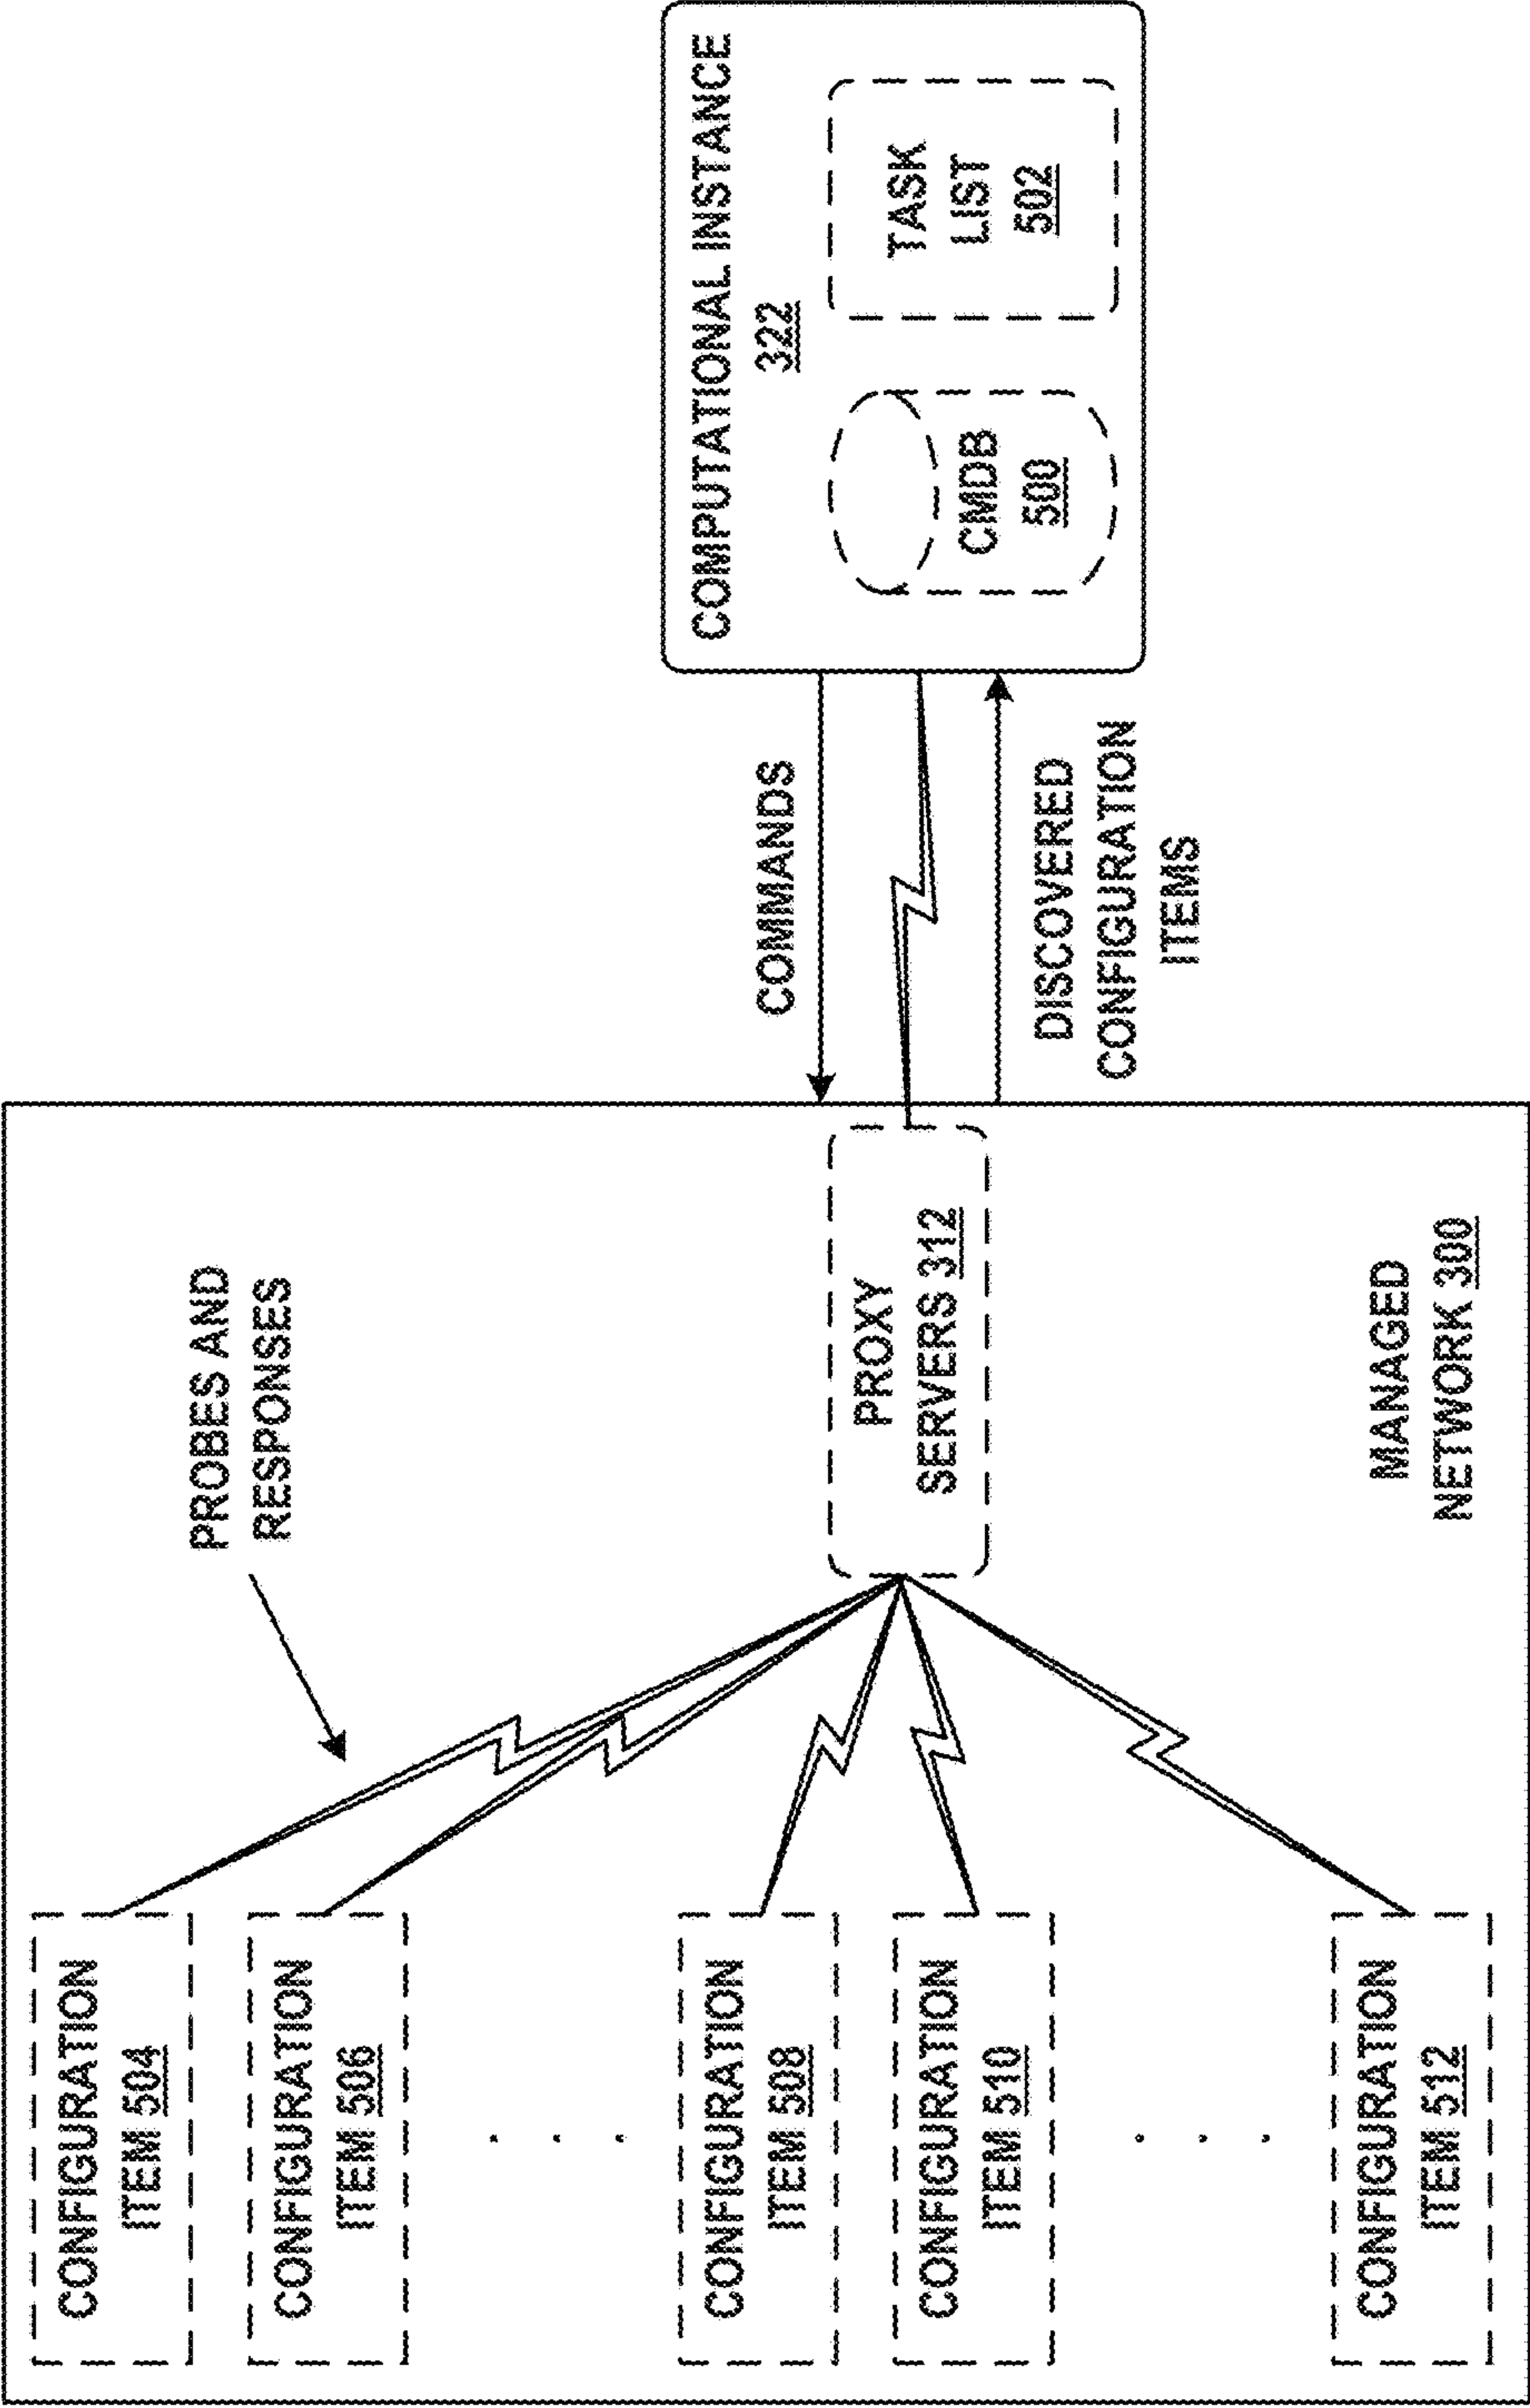 COMPUTATIONAL INSTANCE
322
CMDB
500
TASK
LIST
502
COMMANDS
DISCOVERED
CONFIGURATION
ITEMS
PROBES AND
RESPONSES
PROXY
SERVERS 312
MANAGED
NETWORK 300
CONFIGURATION
ITEM 504
CONFIGURATION
ITEM 506
CONFIGURATION
ITEM 508
CONFIGURATION
ITEM 510
CONFIGURATION
ITEM 512